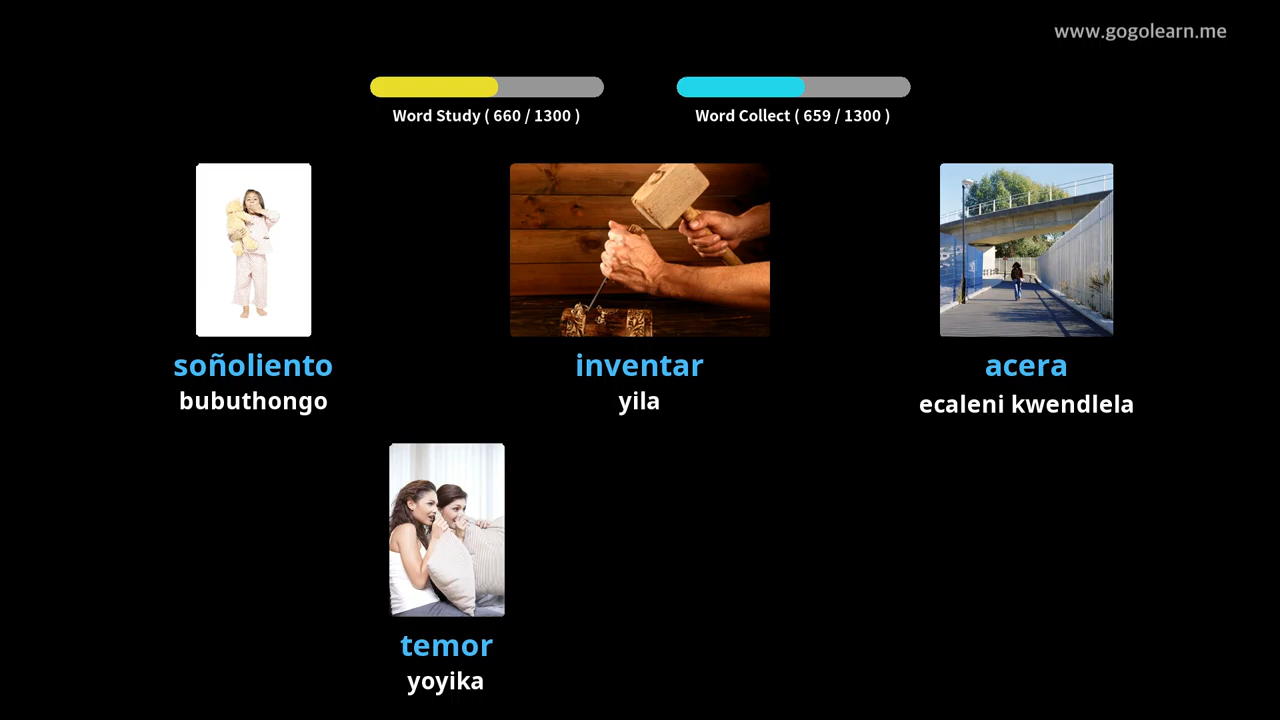 www.gogolearn.me
Word Study ( 660 / 1300 )
Word Collect ( 659 / 1300 )
soñoliento
bubuthongo
inventar
yila
acera
ecaleni kwendlela
temor
yoyika